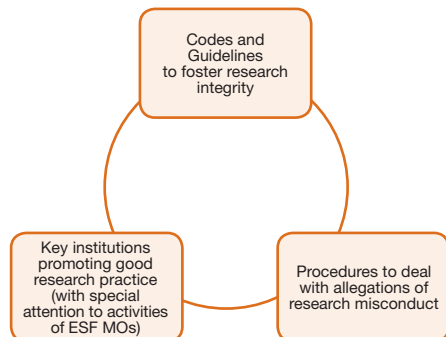 Codes and
Guidelines
to foster research
integrity
Key institutions
promoting good
research practice
(with special
attention to activities
of ESF MOs)
Procedures to deal
with allegations of
research misconduct